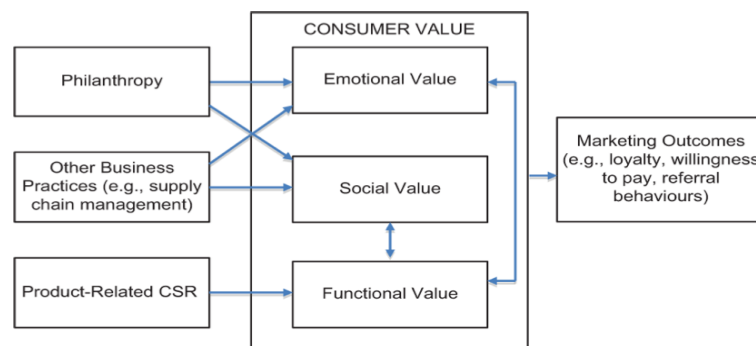 CONSUMER VALUE
Philanthropy
Emotional Value
Other Business
Practices (e.g., supply
chain management)
Social Value
Product-Related CSR
Functional Value
Marketing Outcomes
(e.g., loyalty, willingness
to pay, referral
behaviours)